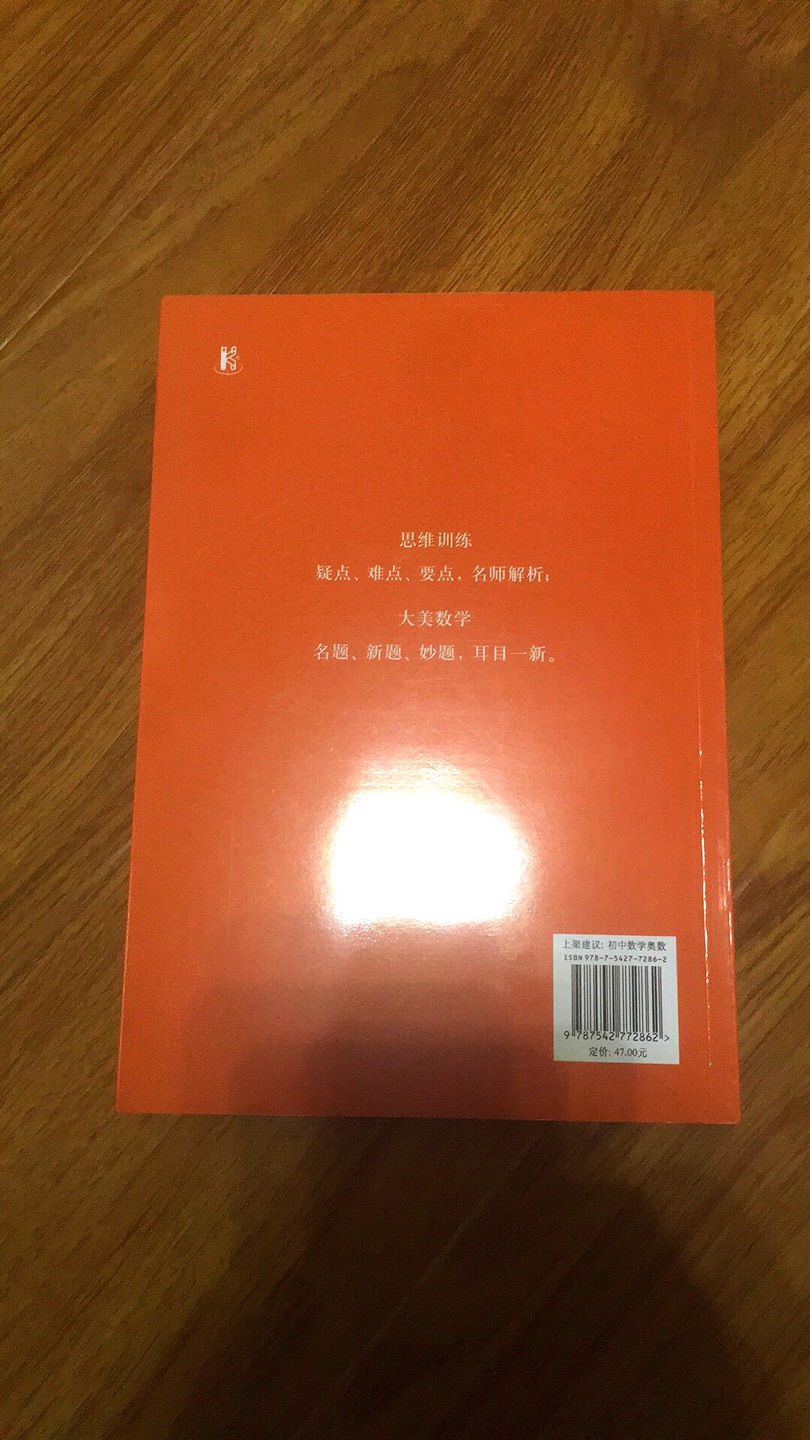 思维训练
疑点、难点、要点，名师解析；
大美数学
名题、新题、妙题，耳目一新。
上架建议: 初中数学奥数
ISBN 978-7-5427-7286-2
9 787542 772862 >
定价: 47.00元